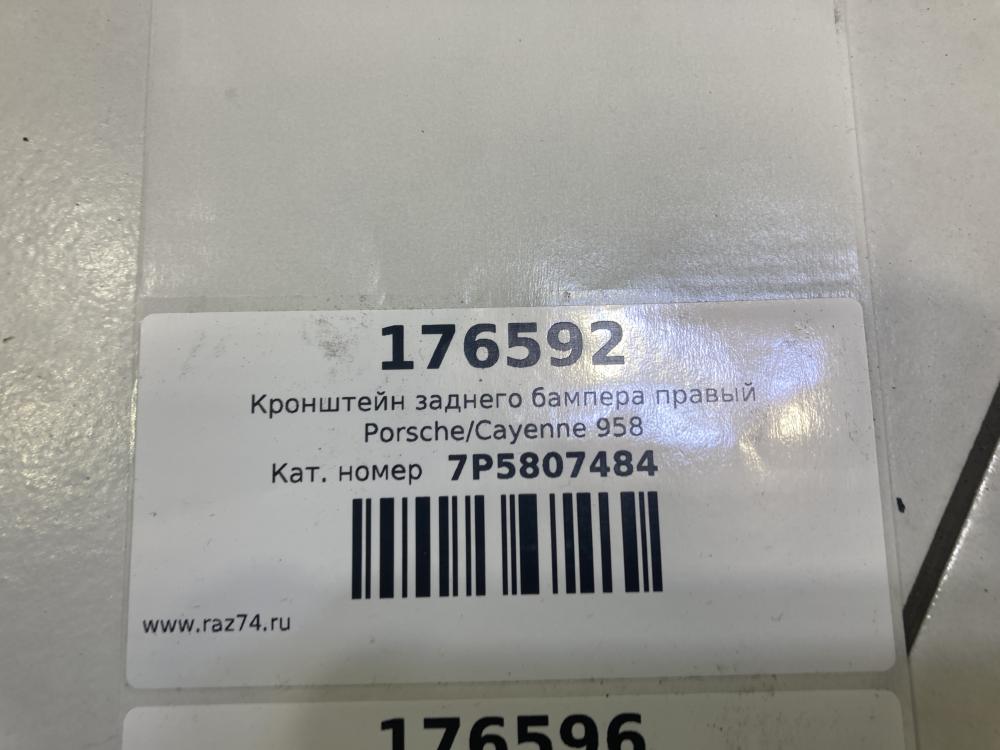 176592
Кронштейн заднего бампера правый
Porsche/Cayenne 958
Кат. номер 7P5807484
www.raz74.ru
176596